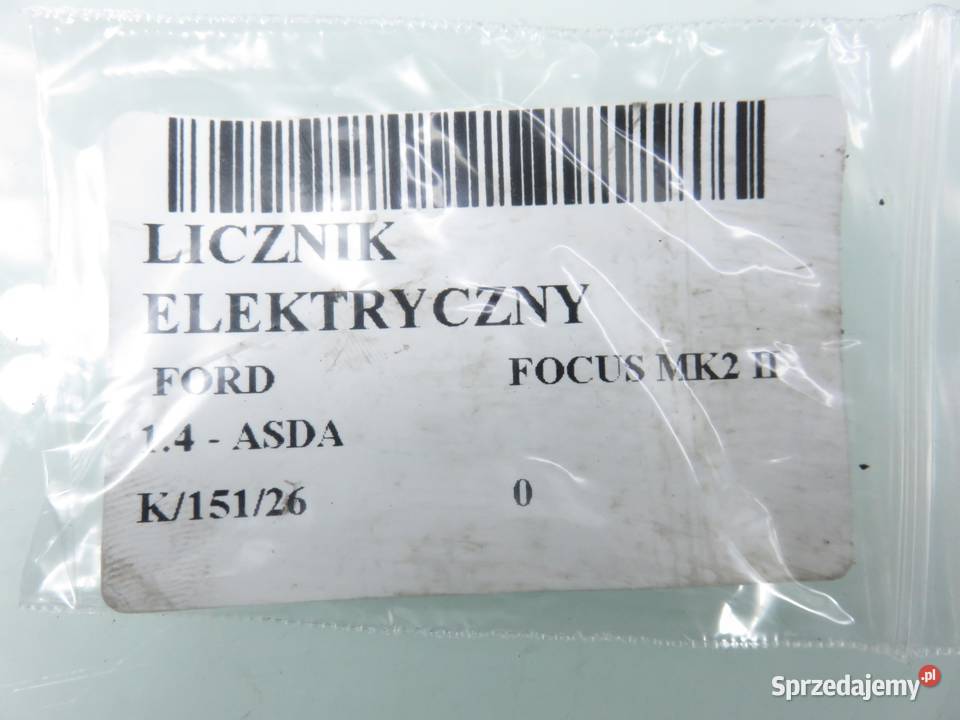 LICZNIK
ELEKTRYCZNY
FORD FOCUS MK2 II
1.4 - ASDA
K/151/26 0
Sprzedajemy.pl